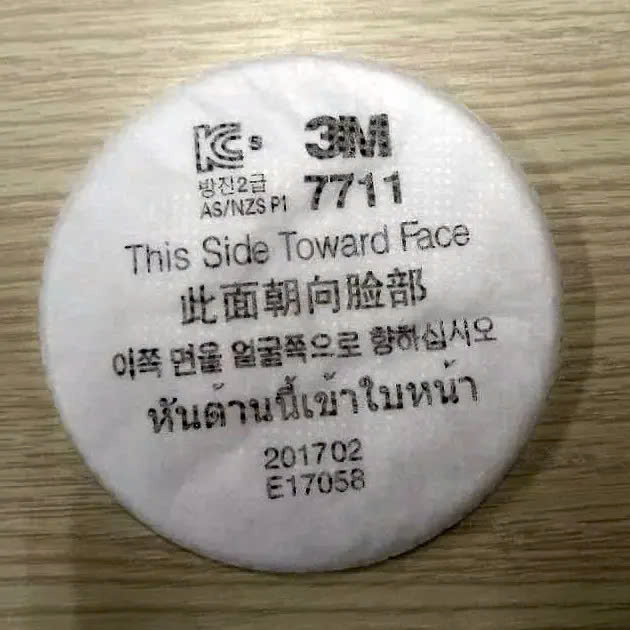 KCs 3M
방진2급 7711
AS/NZS P1
This Side Toward Face
此面朝向脸部
이쪽 면을 얼굴쪽으로 향하십시오
หันด้านนี้เข้าใบหน้า
201702
E17058